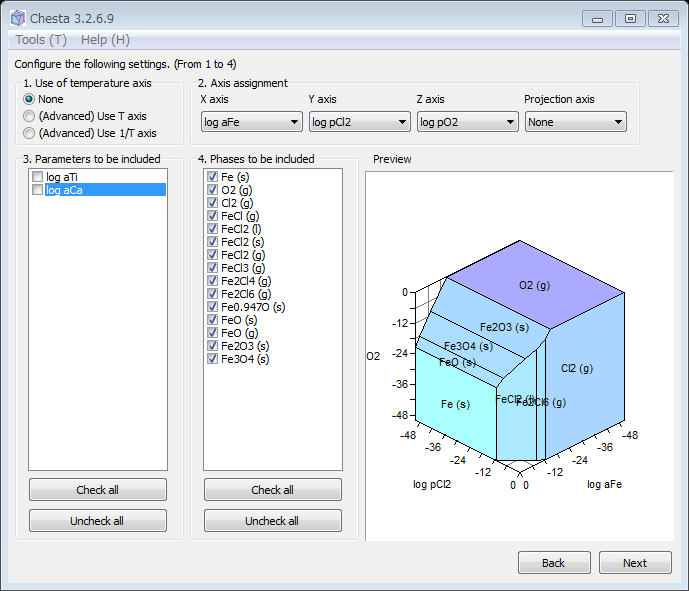 Chesta 3.2.6.9
Tools (T) Help (H)
Configure the following settings. (From 1 to 4)
1. Use of temperature axis
None
(Advanced) Use T axis
(Advanced) Use 1/T axis
2. Axis assignment
X axis Y axis Z axis Projection axis
log aFe log pCl2 log pO2 None
3. Parameters to be included
log aTi
log aCa
Check all
Uncheck all
4. Phases to be included
Fe (s)
O2 (g)
Cl2 (g)
FeCl (g)
FeCl2 (l)
FeCl2 (s)
FeCl2 (g)
FeCl3 (g)
Fe2Cl4 (g)
Fe2Cl6 (g)
Fe0.947O (s)
FeO (s)
FeO (g)
Fe2O3 (s)
Fe3O4 (s)
Check all
Uncheck all
Preview
O2 (g)
0
Fe2O3 (s)
-12
Fe3O4 (s)
O2
-24
FeO (s)
Cl2 (g)
-36
Fe (s)
FeCl2 (l)
Fe2Cl6 (g)
-48
-48 -48
-36 -36
-24 -24
-12 -12
0 0
log pCl2 log aFe
Back Next